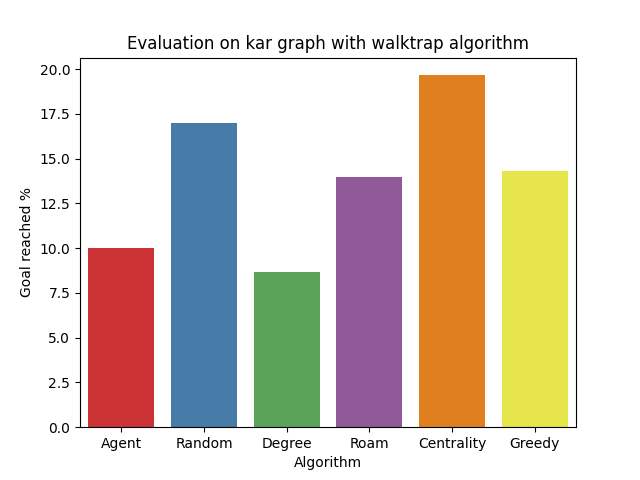 Evaluation on kar graph with walktrap algorithm
20.0
17.5
15.0
12.5
10.0
7.5
5.0
2.5
0.0
Goal reached %
Agent Random Degree Roam Centrality Greedy
Algorithm